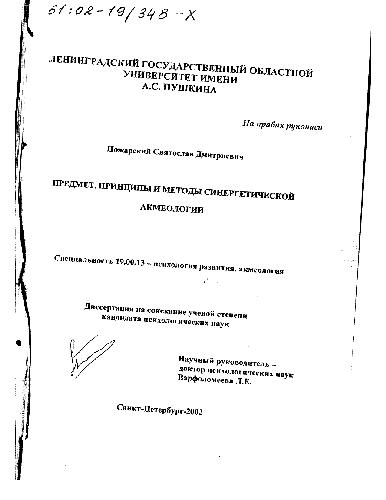 61:02-19/348-X
ЛЕНИНГРАДСКИЙ ГОСУДАРСТВЕННЫЙ ОБЛАСТНОЙ
УНИВЕРСИТЕТ ИМЕНИ
А.С. ПУШКИНА
На правах рукописи
Пожарский Святослав Дмитриевич
ПРЕДМЕТ, ПРИНЦИПЫ И МЕТОДЫ СИНЕРГЕТИЧЕСКОЙ
АКМЕОЛОГИИ
Специальность 19.00.13 – психология развития, акмеология
Диссертация на соискание ученой степени
кандидата психологических наук
Научный руководитель –
доктор психологических наук
Варфоломеева Л.Е.
Санкт-Петербург-2002